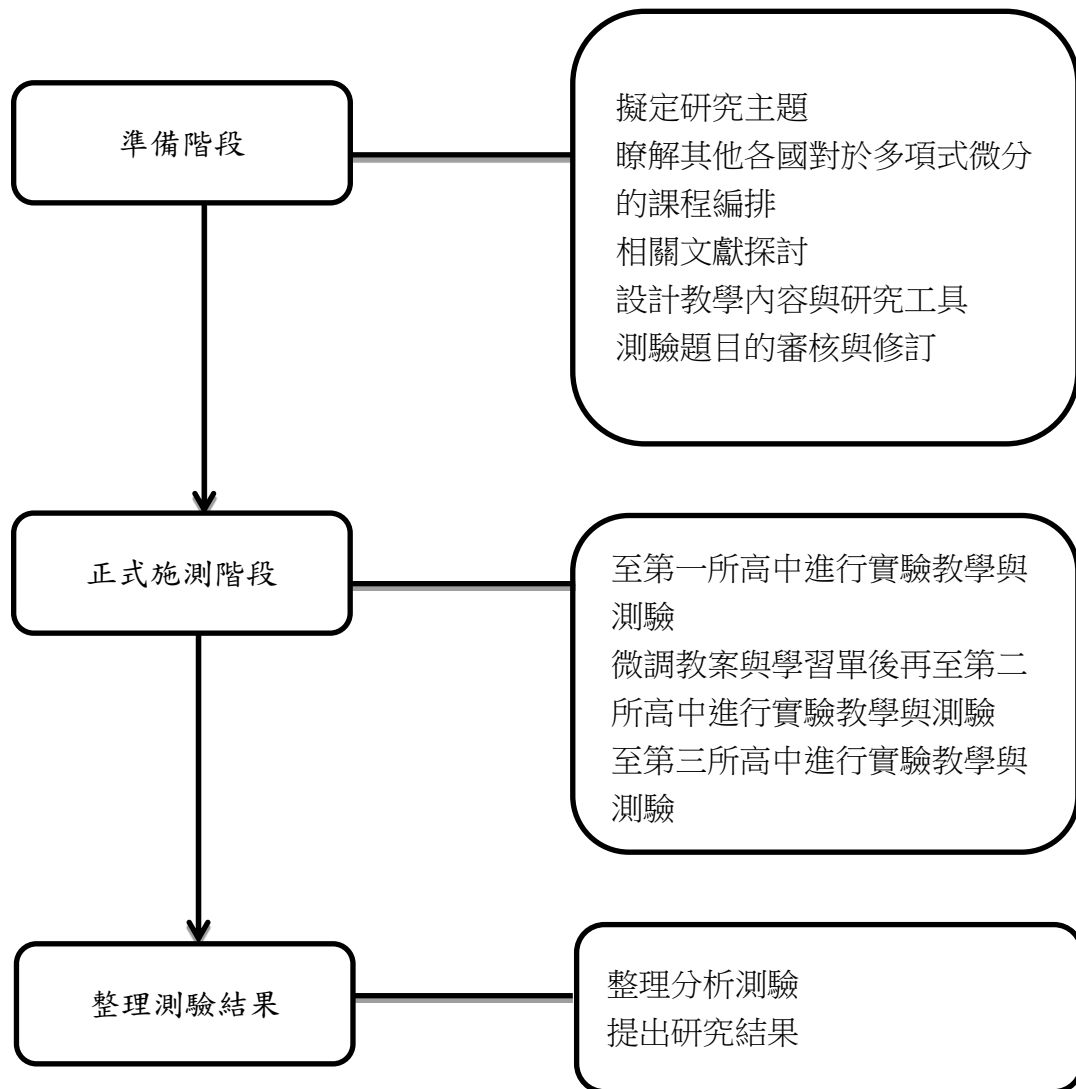 準備階段
擬定研究主題
瞭解其他各國對於多項式微分
的課程編排
相關文獻探討
設計教學內容與研究工具
測驗題目的審核與修訂
正式施測階段
至第一所高中進行實驗教學與
測驗
微調教案與學習單後再至第二
所高中進行實驗教學與測驗
至第三所高中進行實驗教學與
測驗
整理測驗結果
整理分析測驗
提出研究結果